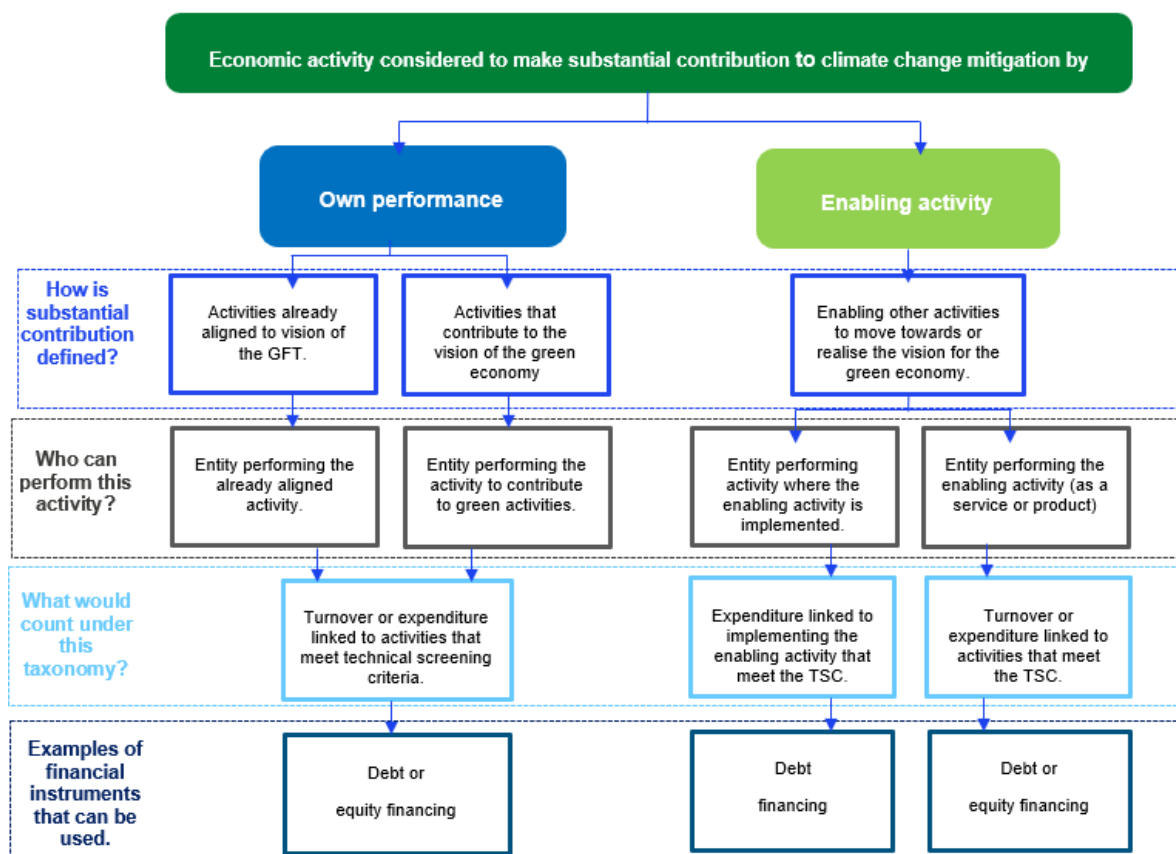 Economic activity considered to make substantial contribution to climate change mitigation by
Own performance
Enabling activity
How is
substantial
contribution
defined?
Activities already
aligned to vision of
the GFT.
Activities that
contribute to the
vision of the green
economy
Enabling other activities
to move towards or
realise the vision for the
green economy.
Who can
perform this
activity?
Entity performing the
already aligned
activity.
Entity performing the
activity to contribute
to green activities.
Entity performing
activity where the
enabling activity is
implemented.
Entity performing the
enabling activity (as a
service or product)
What would
count under
this
taxonomy?
Turnover or expenditure
linked to activities that
meet technical screening
criteria.
Expenditure linked to
implementing the
enabling activity that
meet the TSC.
Turnover or
expenditure linked to
activities that meet
the TSC.
Examples of
financial
instruments
that can be
used.
Debt or
equity financing
Debt
financing
Debt or
equity financing